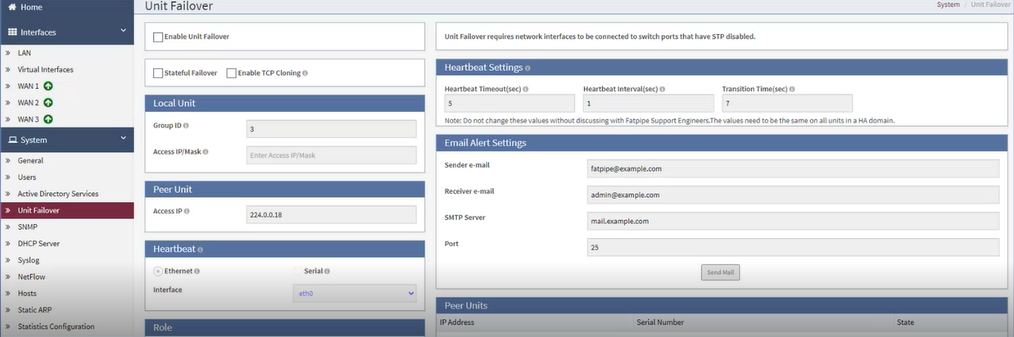 Home
Interfaces
LAN
Virtual Interfaces
WAN 1
WAN 2
WAN 3
System
General
Users
Active Directory Services
Unit Failover
SNMP
DHCP Server
Syslog
NetFlow
Hosts
Static ARP
Statistics Configuration
Unit Failover
System / Unit Failover
Enable Unit Failover
Stateful Failover Enable TCP Cloning
Local Unit
Group ID 3
Access IP/Mask Enter Access IP/Mask
Peer Unit
Access IP 224.0.0.18
Heartbeat
Ethernet Serial
Interface eth0
Role
Unit Failover requires network interfaces to be connected to switch ports that have STP disabled.
Heartbeat Settings
Heartbeat Timeout(sec) Heartbeat Interval(sec) Transition Time(sec)
5 1 7
Note: Do not change these values without discussing with Fatpipe Support Engineers.The values need to be the same on all units in a HA domain.
Email Alert Settings
Sender e-mail fatpipe@example.com
Receiver e-mail admin@example.com
SMTP Server mail.example.com
Port 25
Send Mail
Peer Units
IP Address Serial Number State